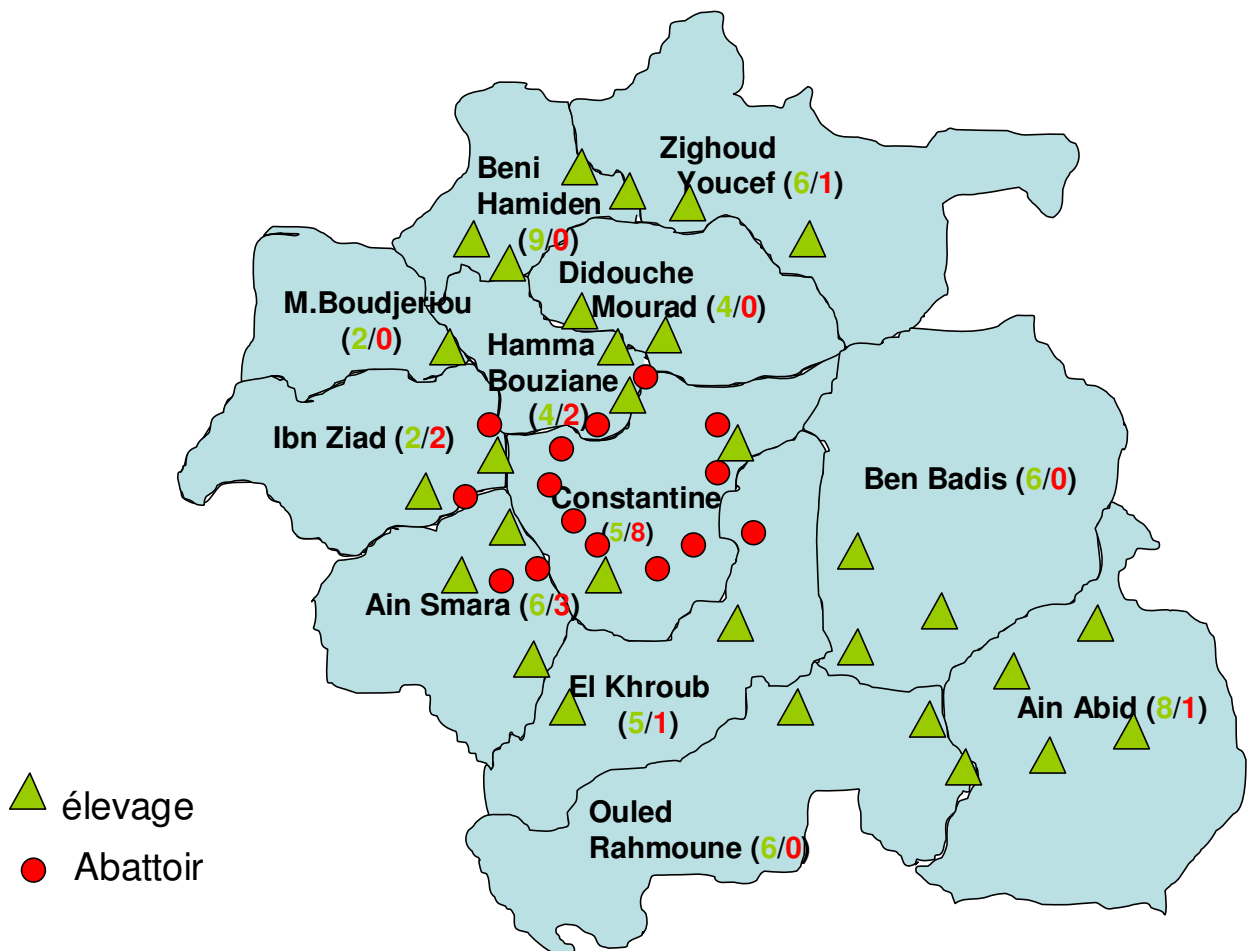 Beni
Hamiden
(9/0)
Zighoud
Youcef (6/1)
Didouche
Mourad (4/0)
M.Boudjeriou
(2/0)
Hamma
Bouziane
(4/2)
Ibn Ziad (2/2)
Constantine
(5/8)
Ben Badis (6/0)
Ain Smara (6/3)
El Khroub
(5/1)
Ain Abid (8/1)
Ouled
Rahmoune (6/0)
élevage
Abattoir